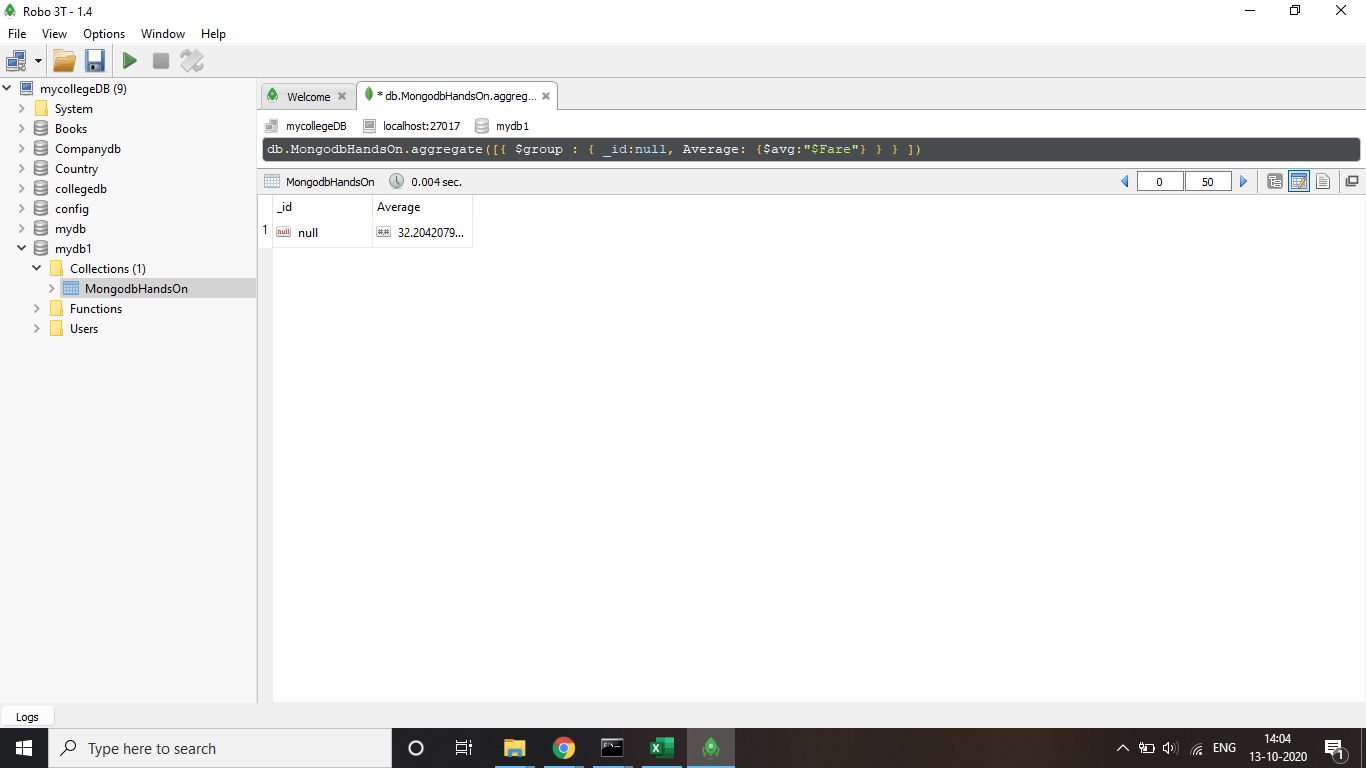 Robo 3T - 1.4
File View Options Window Help
mycollegeDB (9)
System
Books
Companydb
Country
collegedb
config
mydb
mydb1
Collections (1)
MongodbHandsOn
Functions
Users
Welcome
* db.MongodbHandsOn.aggreg...
mycollegeDB localhost:27017 mydb1
db.MongodbHandsOn.aggregate([{ $group : { _id:null, Average: {$avg:"$Fare"} } } ])
MongodbHandsOn 0.004 sec.
0 50
_id Average
1 null null #.# 32.2042079...
Logs
Type here to search
ENG
14:04
13-10-2020
1